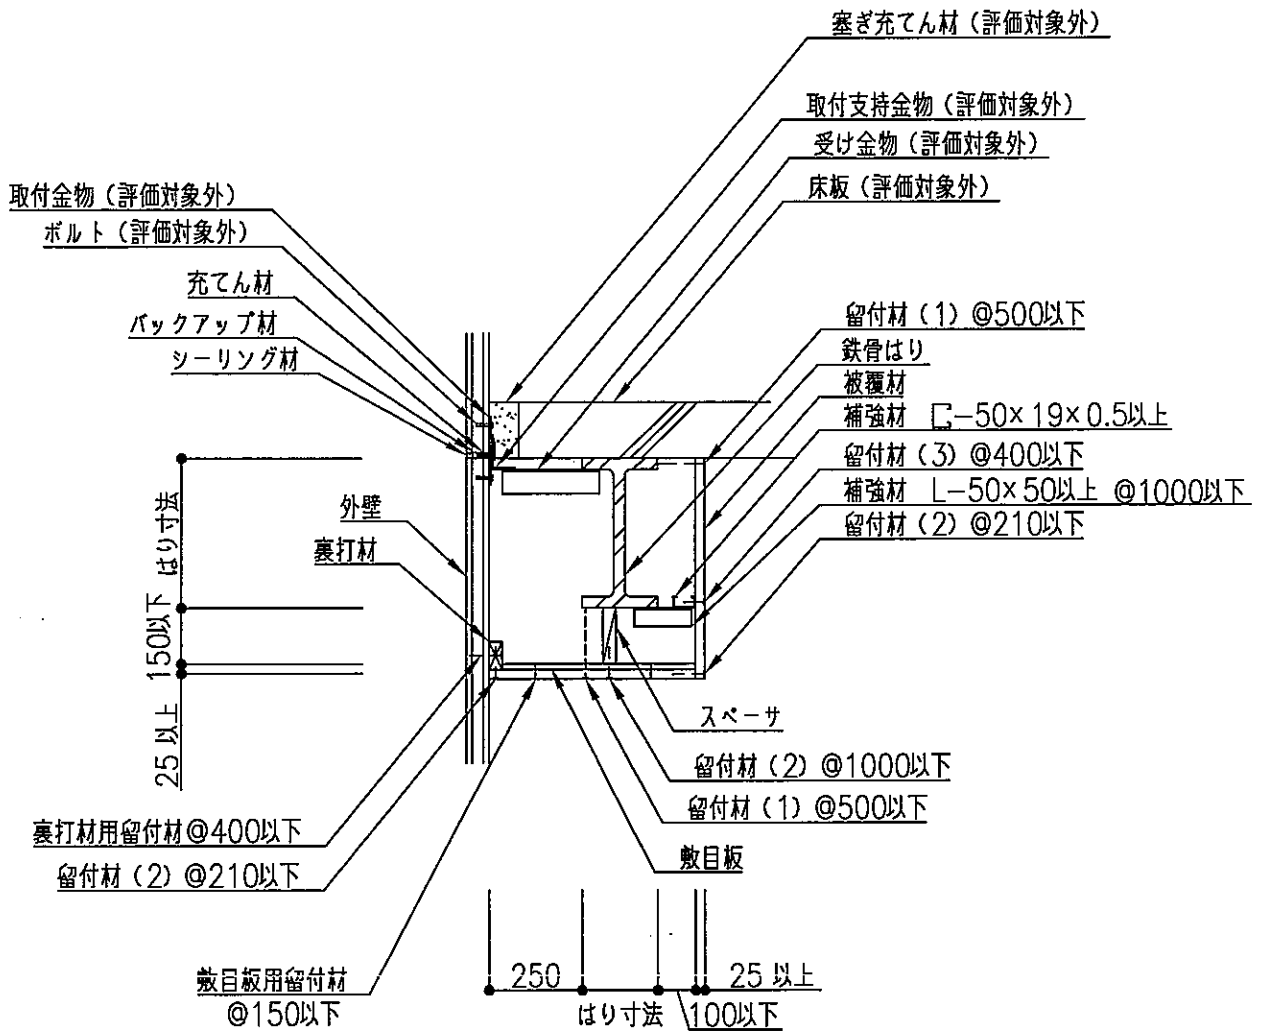 塞ぎ充てん材（評価対象外）
取付支持金物（評価対象外）
受け金物（評価対象外）
床板（評価対象外）
取付金物（評価対象外）
ボルト（評価対象外）
充てん材
バックアップ材
シーリング材
留付材（1）@500以下
鉄骨はり
被覆材
補強材 匚−50×19×0.5以上
留付材（3）@400以下
補強材 L−50×50以上 @1000以下
留付材（2）@210以下
外壁
裏打材
はり寸法
150以下
25以上
スペーサ
留付材（2）@1000以下
留付材（1）@500以下
敷目板
裏打材用留付材@400以下
留付材（2）@210以下
敷目板用留付材
@150以下
250
はり寸法
100以下
25以上